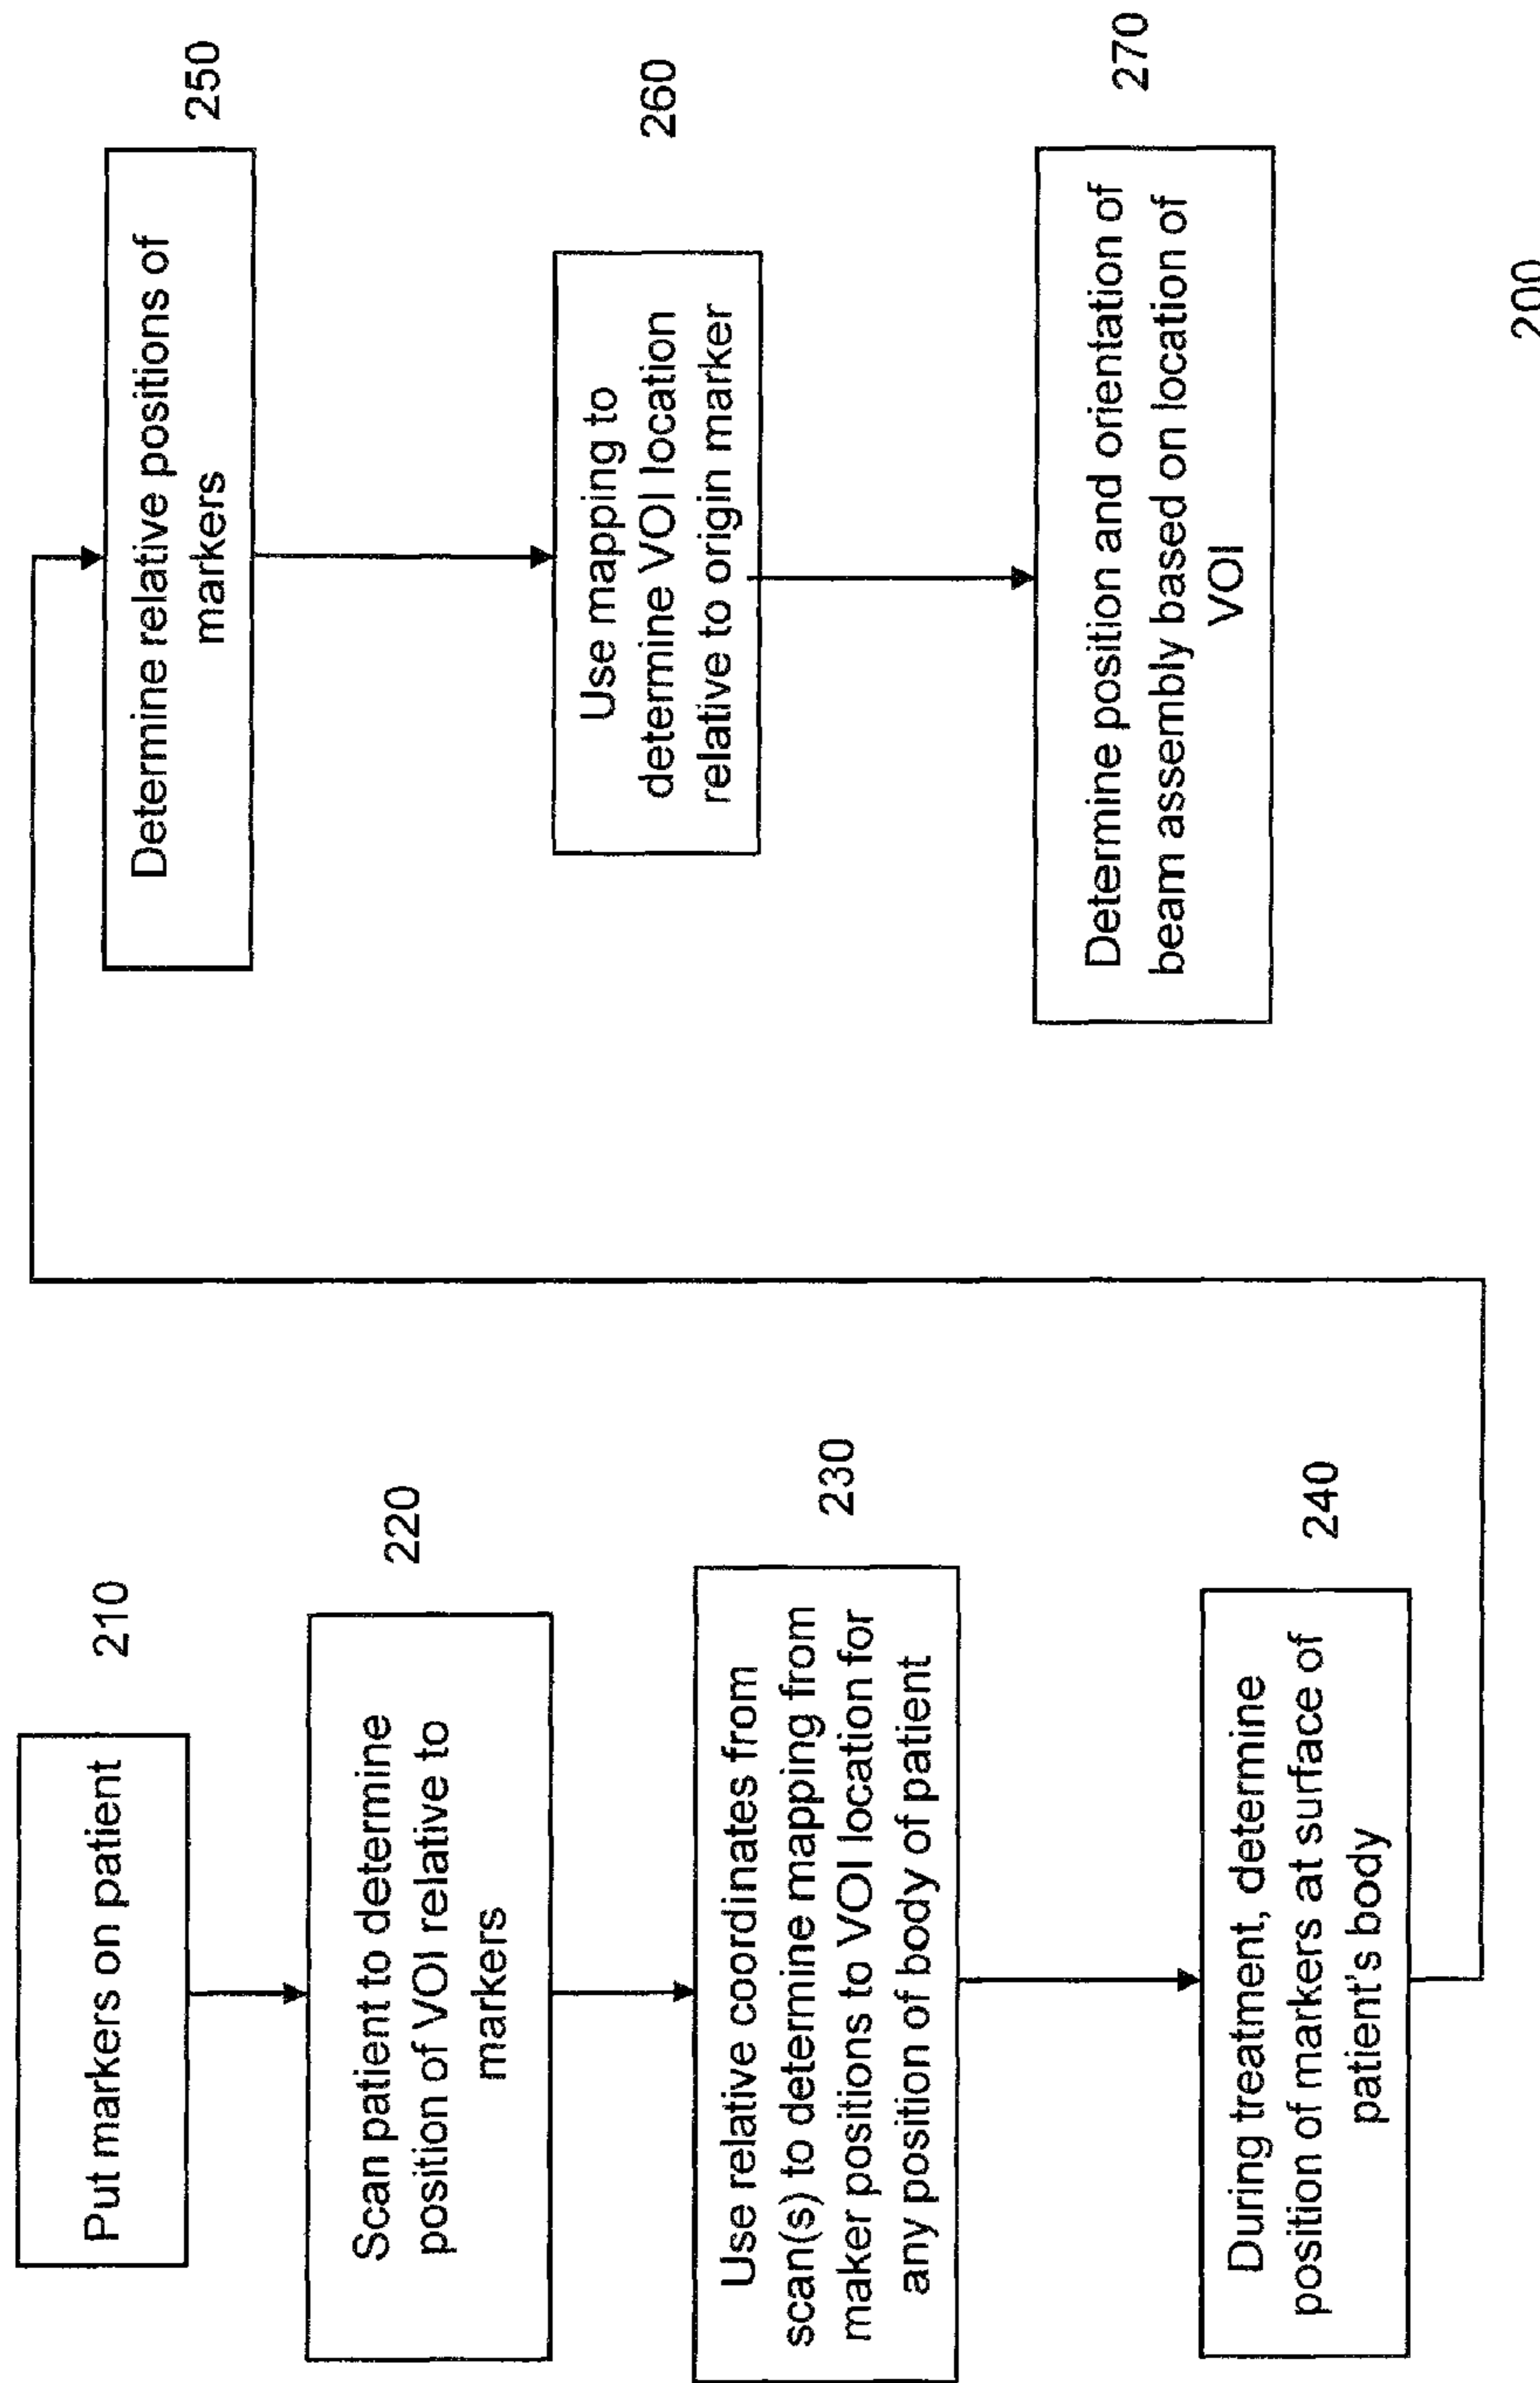 Put markers on patient
210
Scan patient to determine
position of VOI relative to
markers
220
Use relative coordinates from
scan(s) to determine mapping from
maker positions to VOI location for
any position of body of patient
230
During treatment, determine
position of markers at surface of
patient's body
240
Determine relative positions of
markers
250
Use mapping to
determine VOI location
relative to origin marker
260
Determine position and orientation of
beam assembly based on location of
VOI
270
200